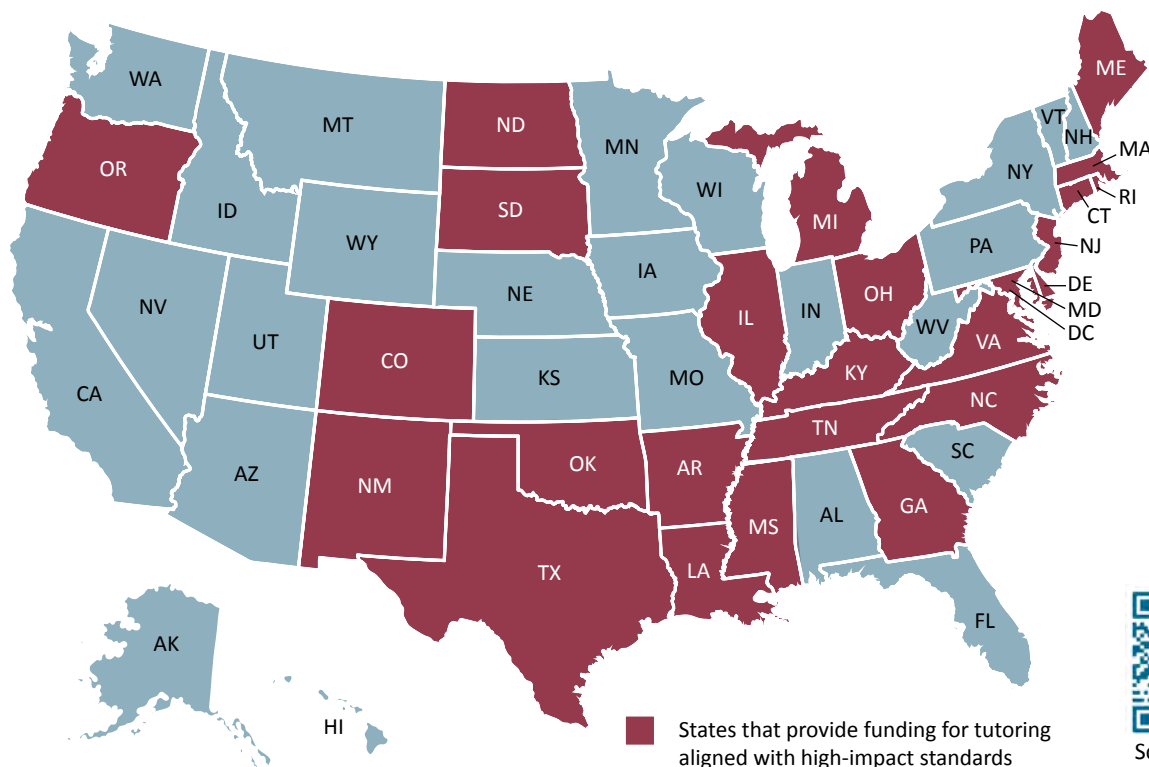 ME
WA
VT
NH
MT
ND
MN
OR
MA
NY
WI
ID
SD
RI
MI
CT
WY
PA
NJ
IA
NE
DE
OH
MD
NV
IL
IN
WV
DC
UT
VA
CO
KY
KS
MO
CA
NC
TN
SC
OK
AR
AZ
NM
GA
AL
MS
TX
LA
FL
AK
HI
States that provide funding for tutoring
aligned with high-impact standards